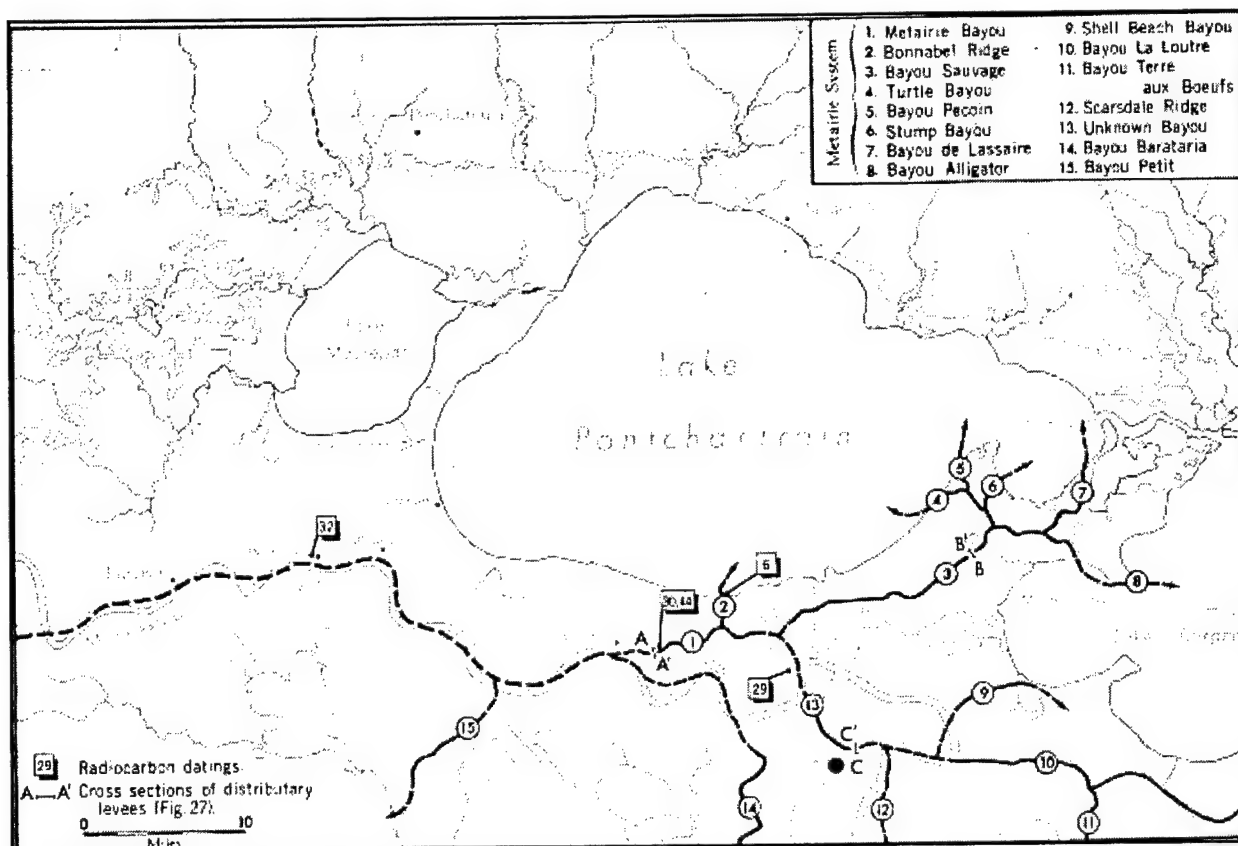 Metairie System
1. Metairie Bayou
2. Bonnabel Ridge
3. Bayou Sauvage
4. Turtle Bayou
5. Bayou Pecoin
6. Stump Bayou
7. Bayou de Lassaire
8. Bayou Alligator
9. Shell Beach Bayou
10. Bayou La Loutre
11. Bayou Terre
aux Boeufs
12. Scarsdale Ridge
13. Unknown Bayou
14. Bayou Barataria
15. Bayou Petit
Lake
Lake
Pontchartrain
5
6
4
7
32
B'
B
6
3
8
2
30,44
A
A'
1
29
13
9
15
C'
C
10
14
12
11
29 Radiocarbon datings
A—A' Cross sections of distributary
levees (Fig. 27).
0 10
Miles